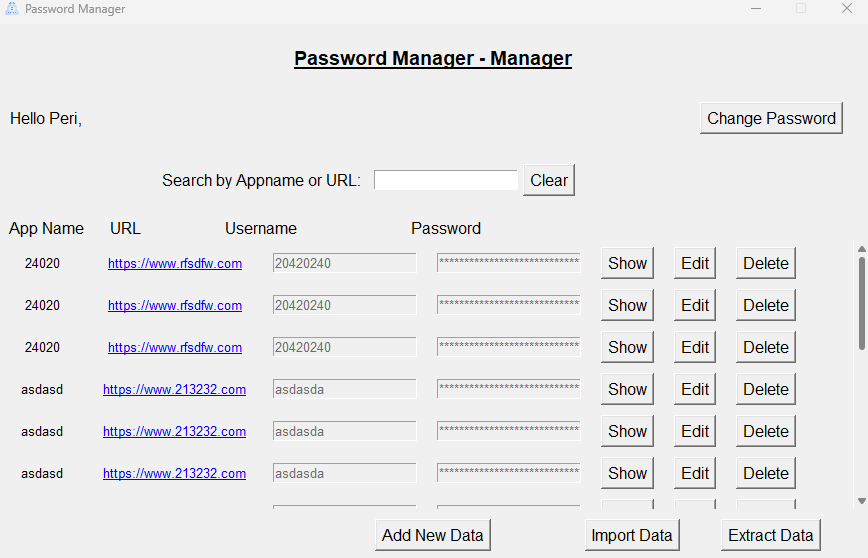 Password Manager
Password Manager - Manager
Hello Peri,
Change Password
Search by Appname or URL:
Clear
App Name URL Username Password
24020 https://www.rfsdfw.com 20420240 **************************** Show Edit Delete
24020 https://www.rfsdfw.com 20420240 **************************** Show Edit Delete
24020 https://www.rfsdfw.com 20420240 **************************** Show Edit Delete
asdasd https://www.213232.com asdasda **************************** Show Edit Delete
asdasd https://www.213232.com asdasda **************************** Show Edit Delete
asdasd https://www.213232.com asdasda **************************** Show Edit Delete
Add New Data Import Data Extract Data